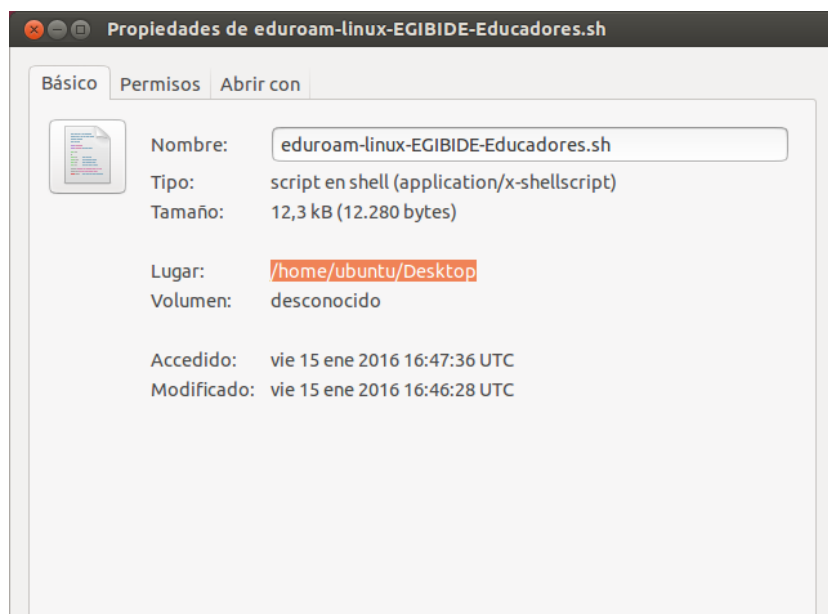 Propiedades de eduroam-linux-EGIBIDE-Educadores.sh
Básico Permisos Abrir con
Nombre: eduroam-linux-EGIBIDE-Educadores.sh
Tipo: script en shell (application/x-shellscript)
Tamaño: 12,3 kB (12.280 bytes)
Lugar: /home/ubuntu/Desktop
Volumen: desconocido
Accedido: vie 15 ene 2016 16:47:36 UTC
Modificado: vie 15 ene 2016 16:46:28 UTC